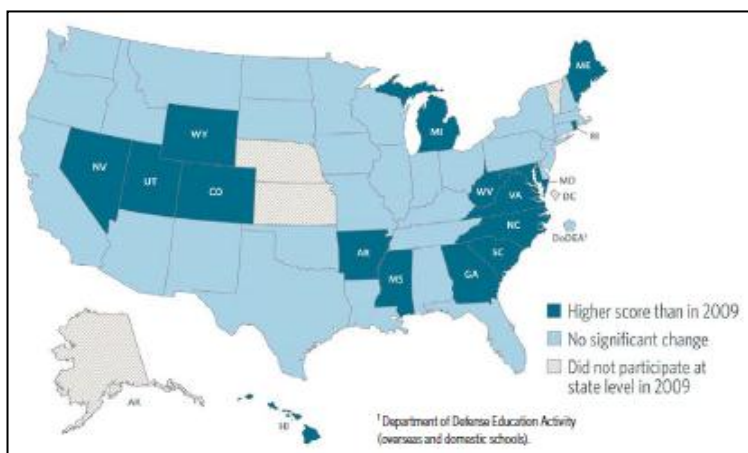 ME
WY
MI
RI
NV
UT
CO
WV
VA
MD
DC
NC
DoDEA¹
AR
SC
MS
GA
Higher score than in 2009
No significant change
Did not participate at
state level in 2009
AK
¹ Department of Defense Education Activity
(overseas and domestic schools).